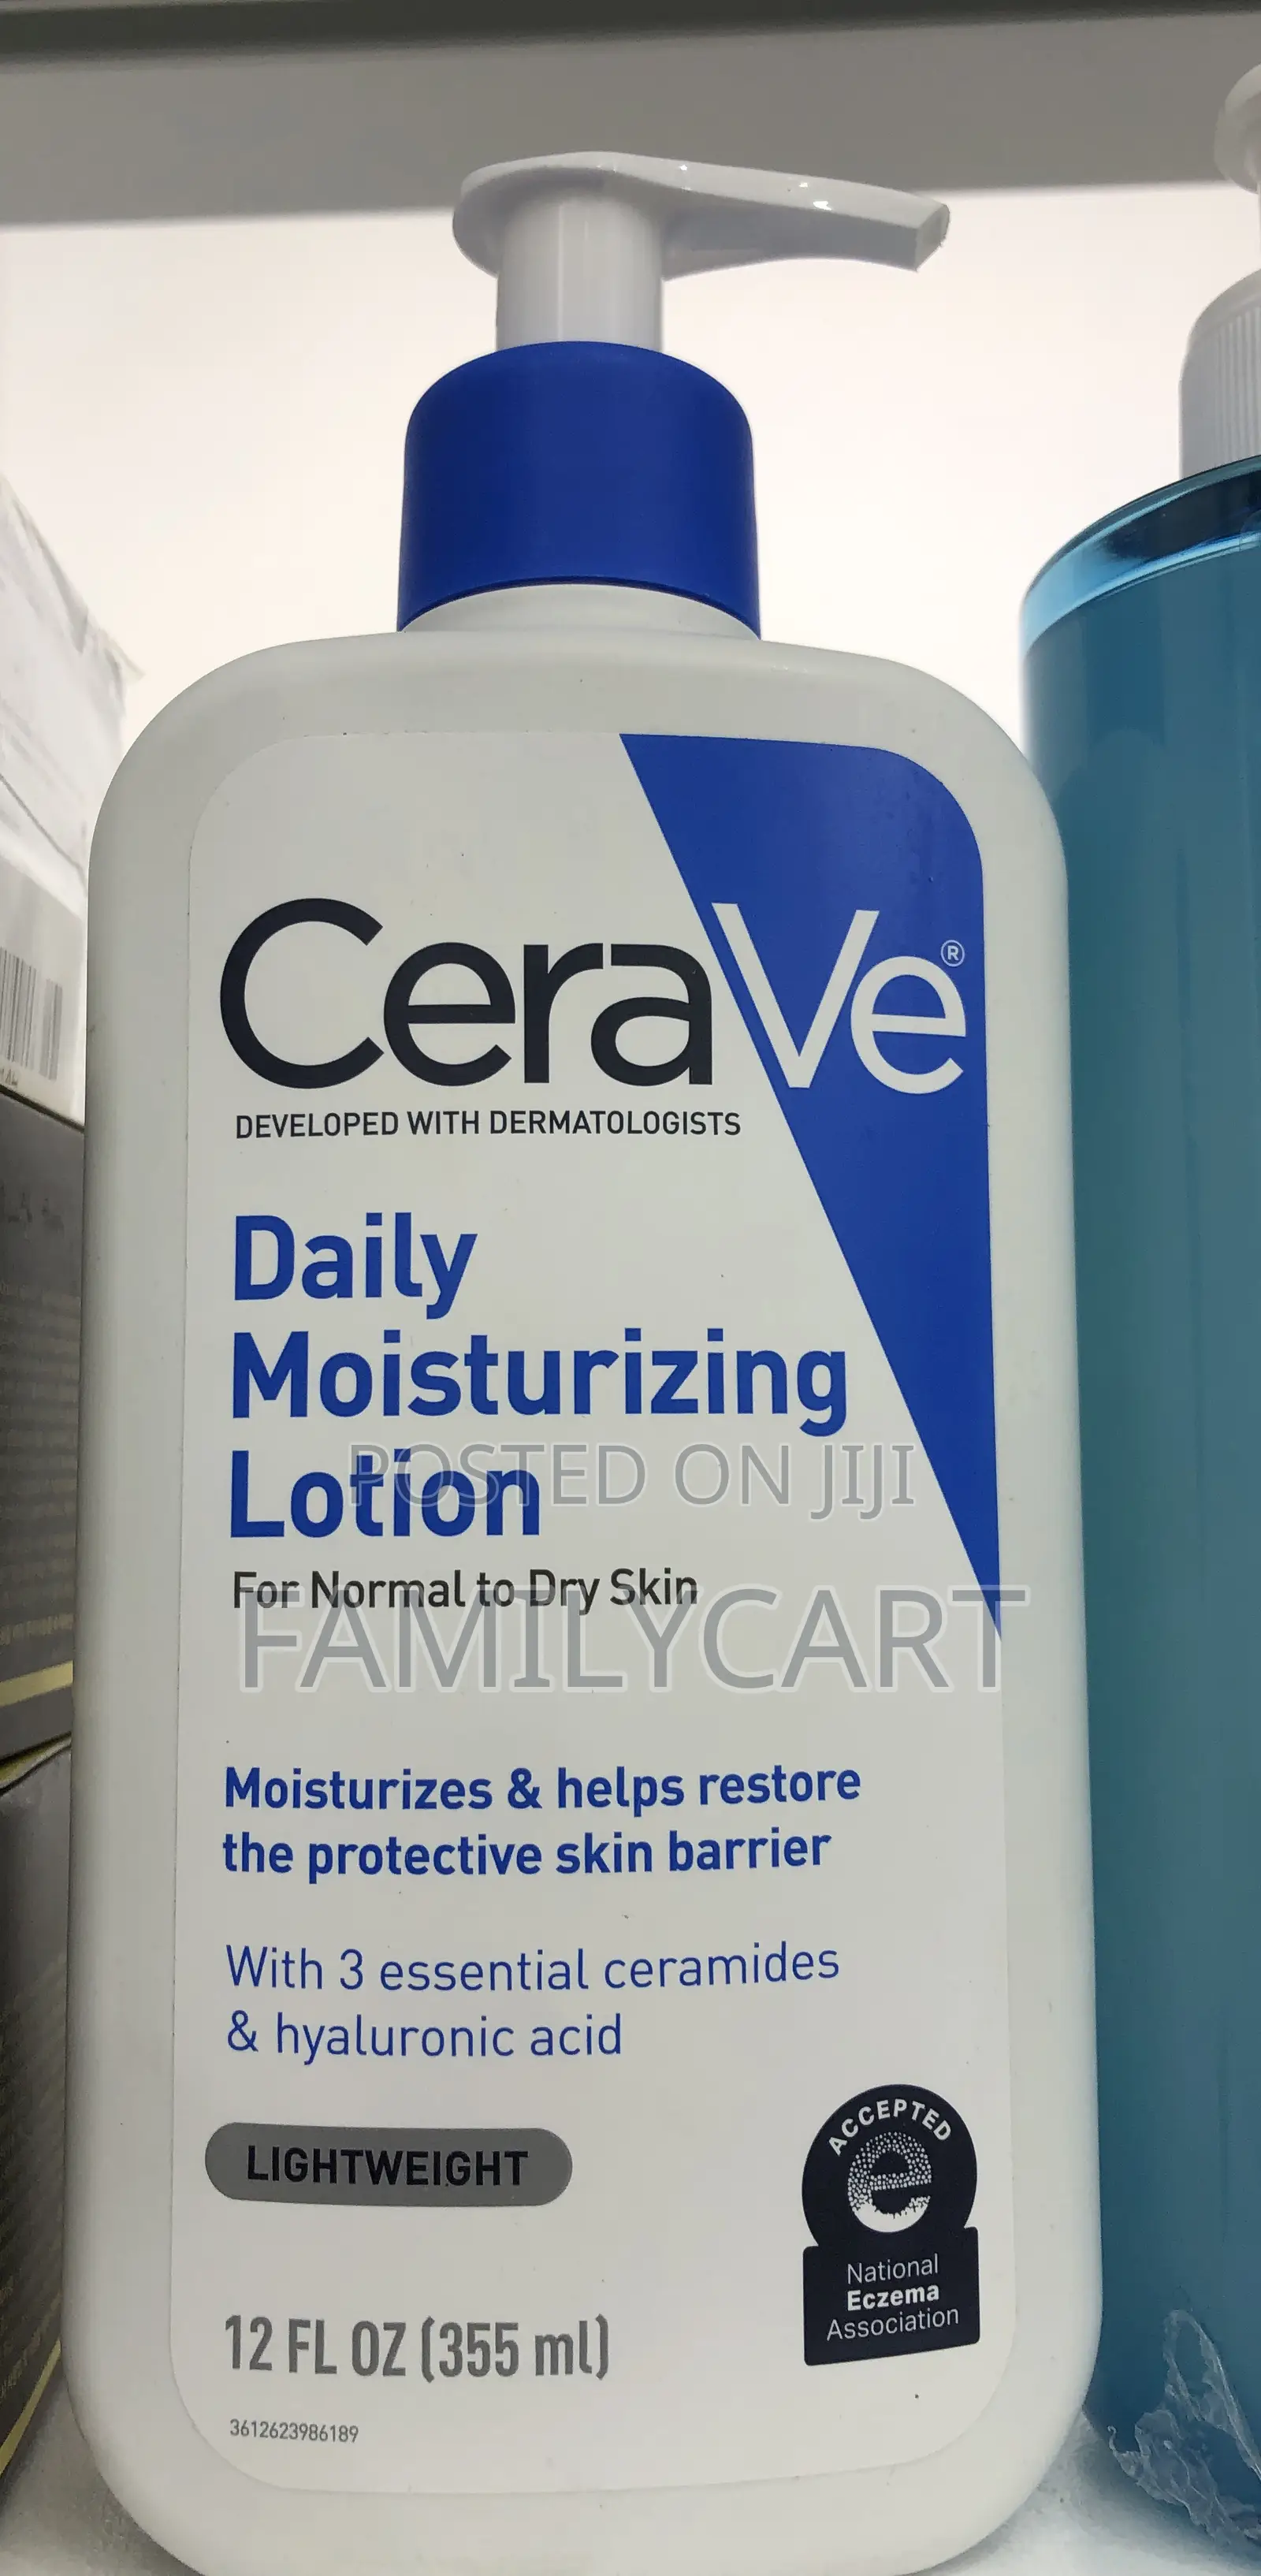 CeraVe®
DEVELOPED WITH DERMATOLOGISTS
Daily
Moisturizing
Lotion
POSTED ON JIJI
For Normal to Dry Skin
FAMILYCART
Moisturizes & helps restore
the protective skin barrier
With 3 essential ceramides
& hyaluronic acid
LIGHTWEIGHT
ACCEPTED
e
National
Eczema
Association
12 FL OZ (355 ml)
3612623986189